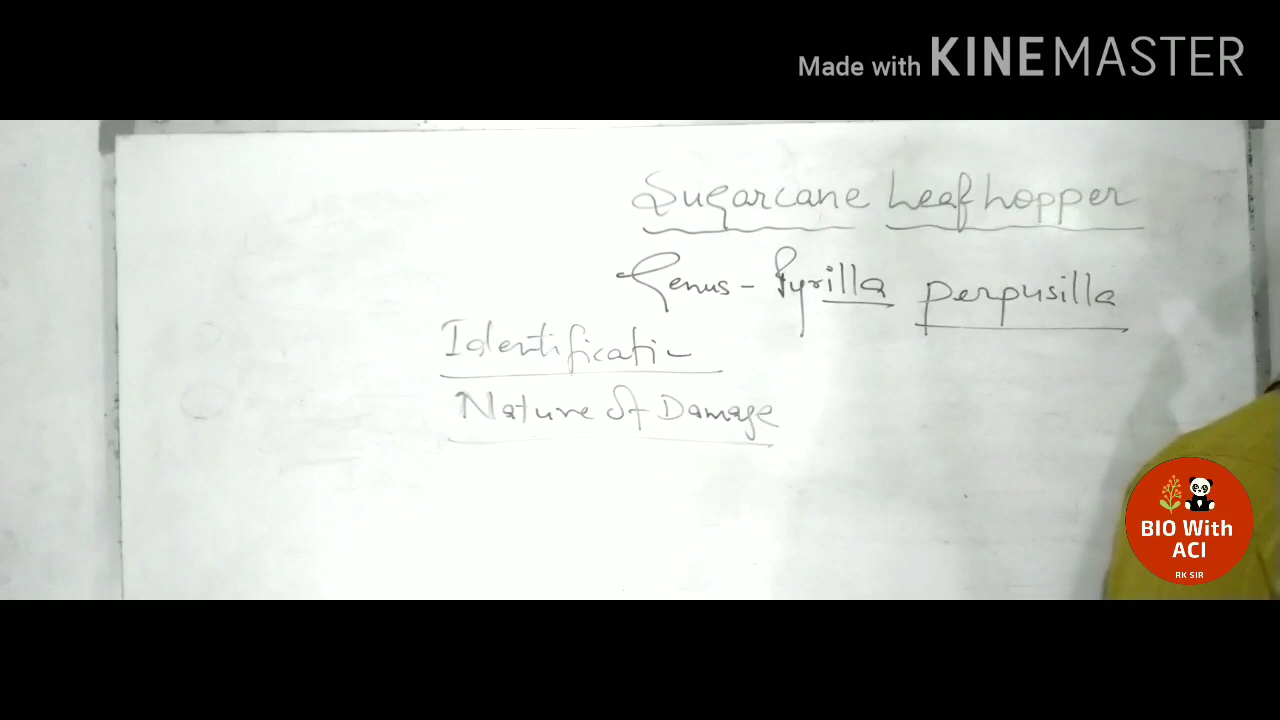 Made with KINEMASTER
Sugarcane Leafhopper
Genus - Pyrilla perpusilla
Identificati-
Nature Of Damage
BIO With
ACI
RK SIR